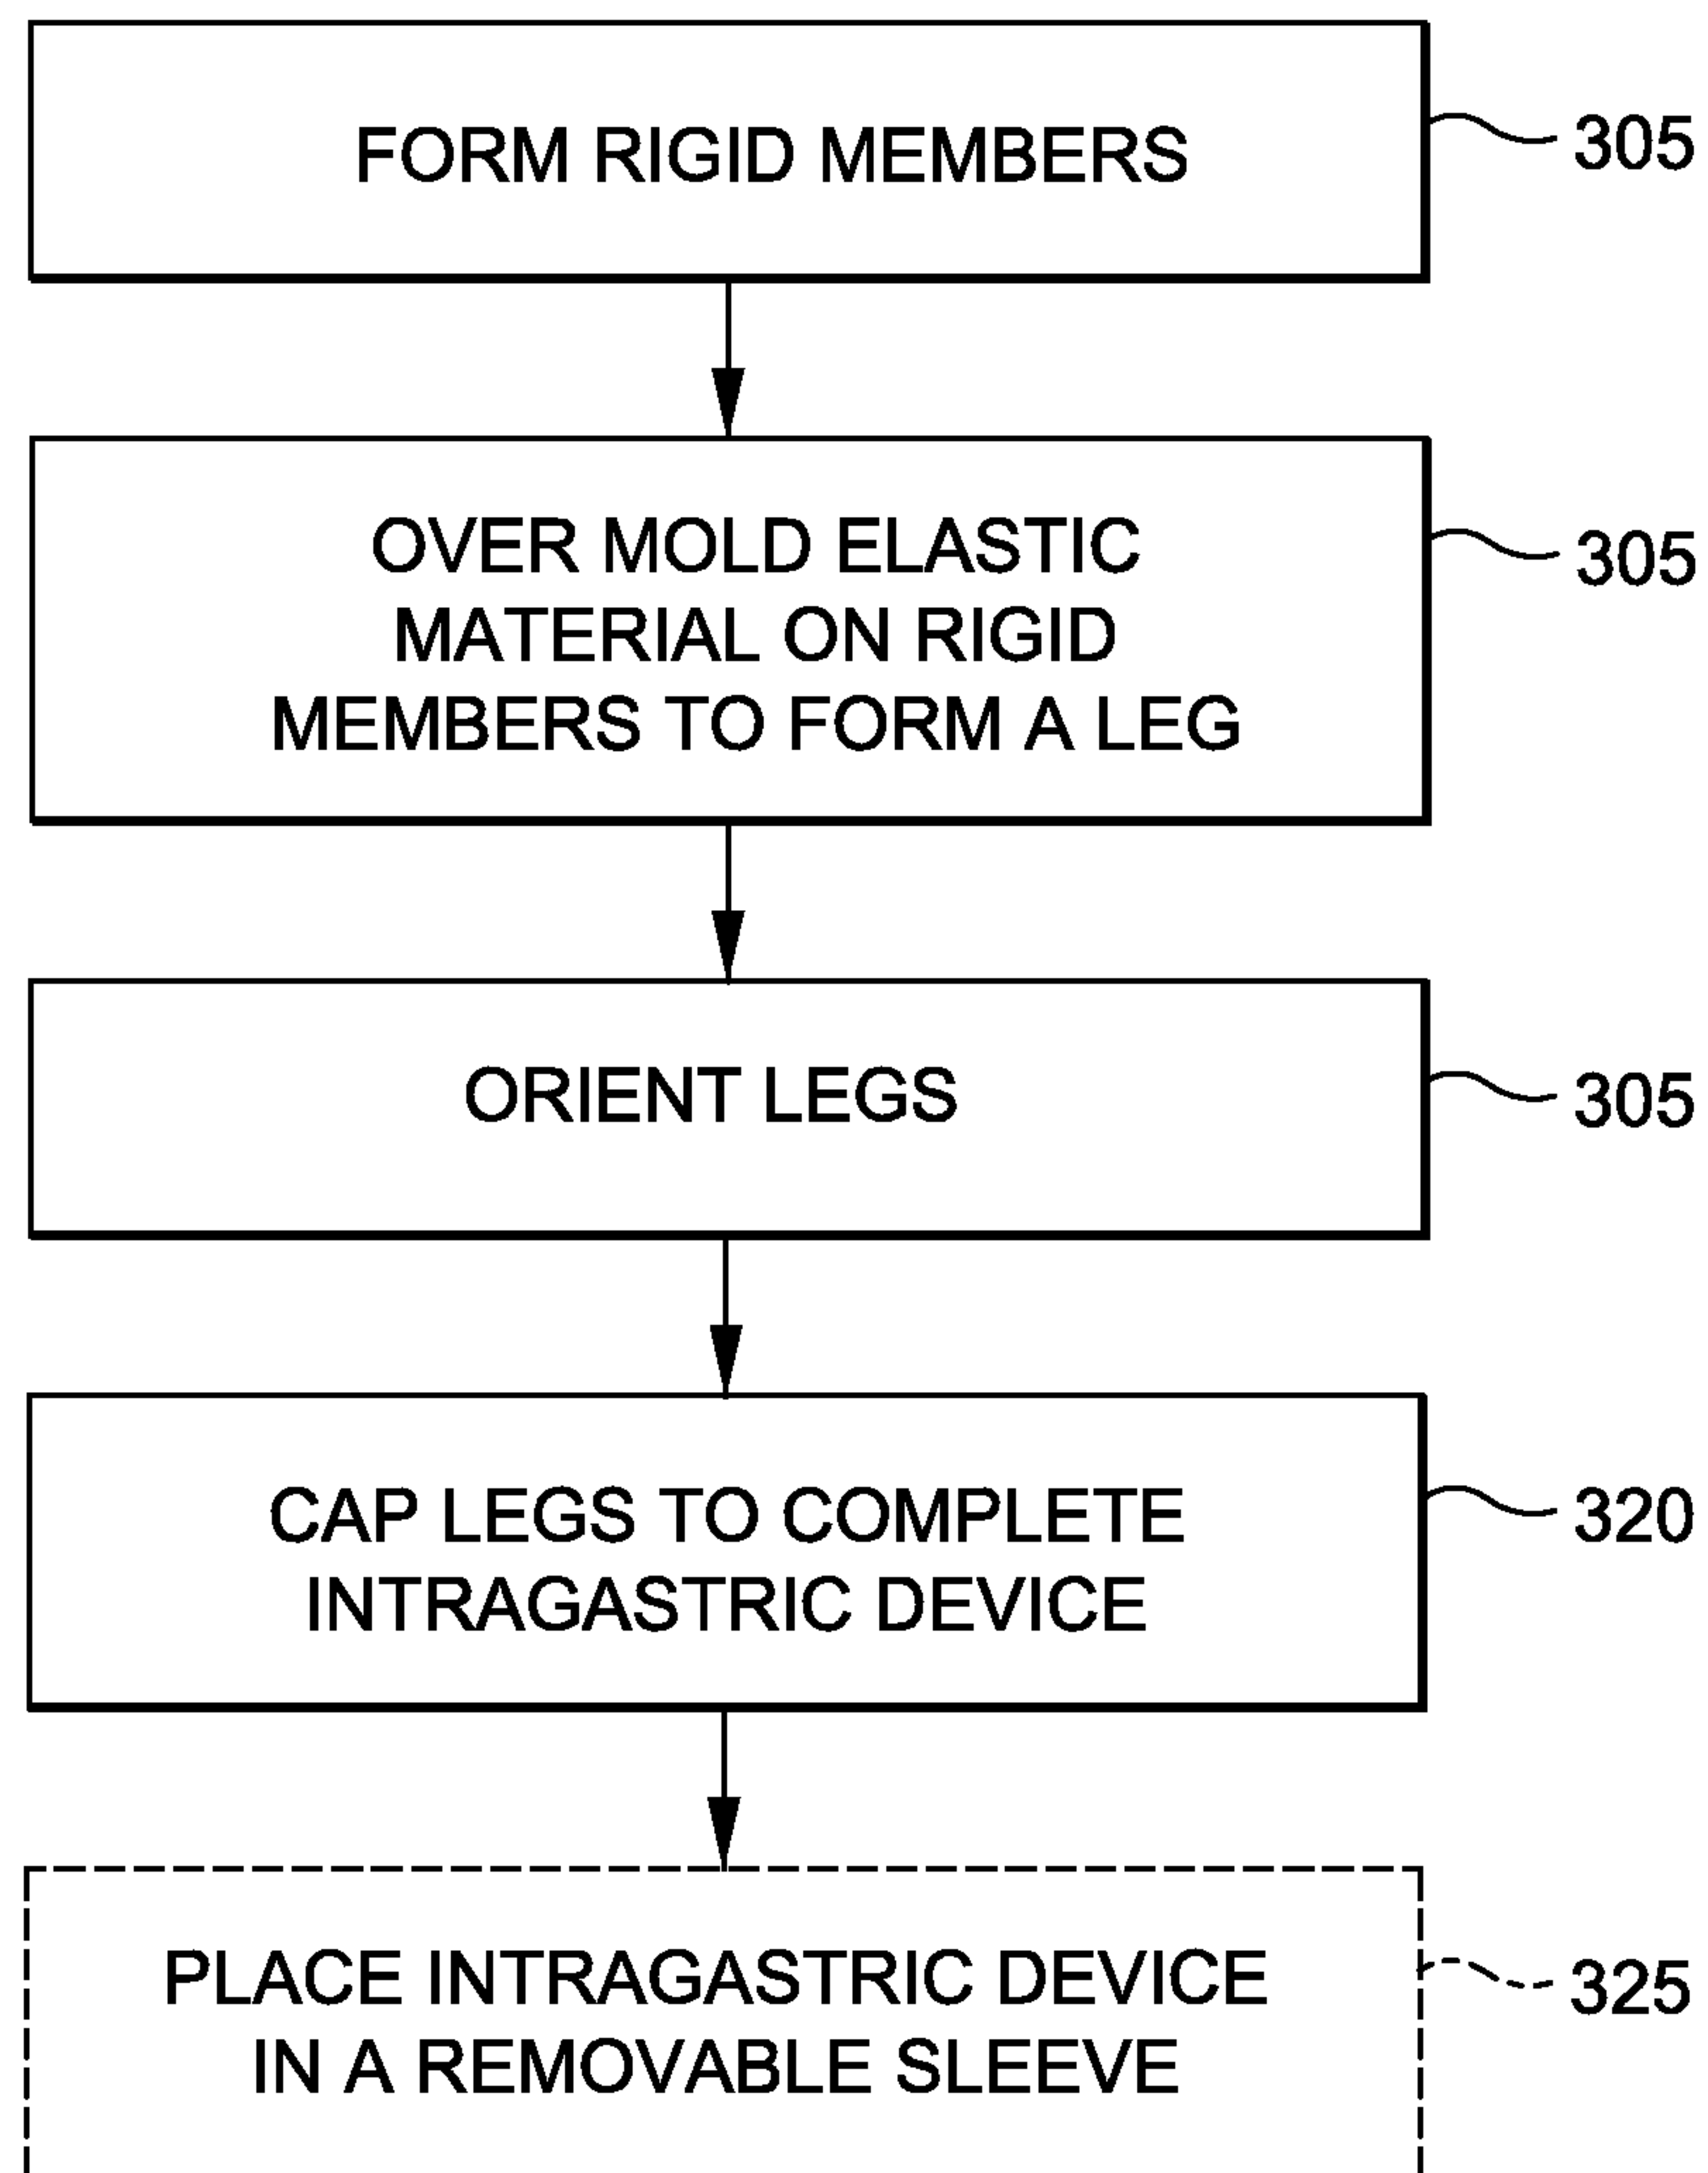 FORM RIGID MEMBERS
305
OVER MOLD ELASTIC
MATERIAL ON RIGID
MEMBERS TO FORM A LEG
305
ORIENT LEGS
305
CAP LEGS TO COMPLETE
INTRAGASTRIC DEVICE
320
PLACE INTRAGASTRIC DEVICE
IN A REMOVABLE SLEEVE
325